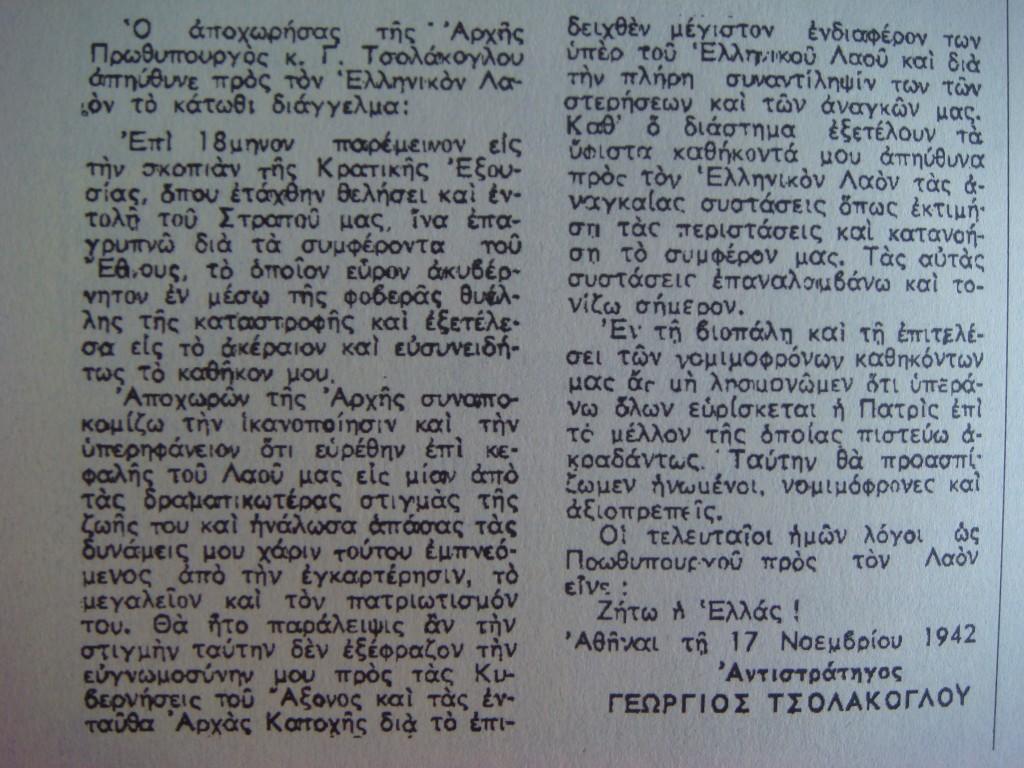 Ὁ ἀποχωρήσας τῆς Ἀρχῆς
Πρωθυπουργὸς κ. Γ. Τσολάκογλου
ἀπηύθυνε πρὸς τὸν Ἑλληνικὸν Λα-
ὸν τὸ κάτωθι διάγγελμα:
Ἐπὶ 18μηνον παρέμεινον εἰς
τὴν σκοπιὰν τῆς Κρατικῆς Ἐξου-
σίας, ὅπου ἐτάχθην θελήσει καὶ ἐν-
τολῇ τοῦ Στρατοῦ μας, ἵνα ἐπα-
γρυπνῶ διὰ τὰ συμφέροντα τοῦ
Ἔθνους, τὸ ὁποῖον εὗρον ἀκυβέρ-
νητον ἐν μέσῳ τῆς φοβερᾶς θυέλ-
λης τῆς καταστροφῆς καὶ ἐξετέλε-
σα εἰς τὸ ἀκέραιον καὶ εὐσυνειδή-
τως τὸ καθῆκον μου.
Ἀποχωρῶν τῆς Ἀρχῆς συναπο-
κομίζω τὴν ἱκανοποίησιν καὶ τὴν
ὑπερηφάνειον ὅτι εὑρέθην ἐπὶ κε-
φαλῆς τοῦ Λαοῦ μας εἰς μίαν ἀπὸ
τὰς δραματικωτέρας στιγμὰς τῆς
ζωῆς του καὶ ἠνάλωσα ἁπάσας τὰς
δυνάμεις μου χάριν τούτου ἐμπνεό-
μενος ἀπὸ τὴν ἐγκαρτέρησιν, τὸ
μεγαλεῖον καὶ τὸν πατριωτισμόν
του. Θὰ ἦτο παράλειψις ἂν τὴν
στιγμὴν ταύτην δὲν ἐξέφραζον τὴν
εὐγνωμοσύνην μου πρὸς τὰς Κυ-
βερνήσεις τοῦ Ἄξονος καὶ τὰς ἐν-
ταῦθα Ἀρχὰς Κατοχῆς διὰ τὸ ἐπι-
δειχθὲν μέγιστον ἐνδιαφέρον των
ὑπὲρ τοῦ Ἑλληνικοῦ Λαοῦ καὶ διὰ
τὴν πλήρη συναντίληψίν των τῶν
στερήσεων καὶ τῶν ἀναγκῶν μας.
Καθ' ὃ διάστημα ἐξετέλουν τὰ
ὕψιστα καθήκοντά μου ἀπηύθυνα
πρὸς τὸν Ἑλληνικὸν Λαὸν τὰς ἀ-
ναγκαίας συστάσεις ὅπως ἐκτιμή-
σῃ τὰς περιστάσεις καὶ κατανοή-
σῃ τὸ συμφέρον μας. Τὰς αὐτὰς
συστάσεις ἐπαναλαμβάνω καὶ το-
νίζω σήμερον.
Ἐν τῇ βιοπάλῃ καὶ τῇ ἐπιτελέ-
σει τῶν νομιμοφρόνων καθηκόντων
μας ἂς μὴ λησμονῶμεν ὅτι ὑπερά-
νω ὅλων εὑρίσκεται ἡ Πατρὶς ἐπὶ
τὸ μέλλον τῆς ὁποίας πιστεύω ἀ-
κραδάντως. Ταύτην θὰ προασπί-
ζωμεν ἡνωμένοι, νομιμόφρονες καὶ
ἀξιοπρεπεῖς.
Οἱ τελευταῖοι ἡμῶν λόγοι ὡς
Πρωθυπουργοῦ πρὸς τὸν Λαὸν
εἶνε:
Ζήτω ἡ Ἑλλάς!
Ἀθῆναι τῇ 17 Νοεμβρίου 1942
Ἀντιστράτηγος
ΓΕΩΡΓΙΟΣ ΤΣΟΛΑΚΟΓΛΟΥ